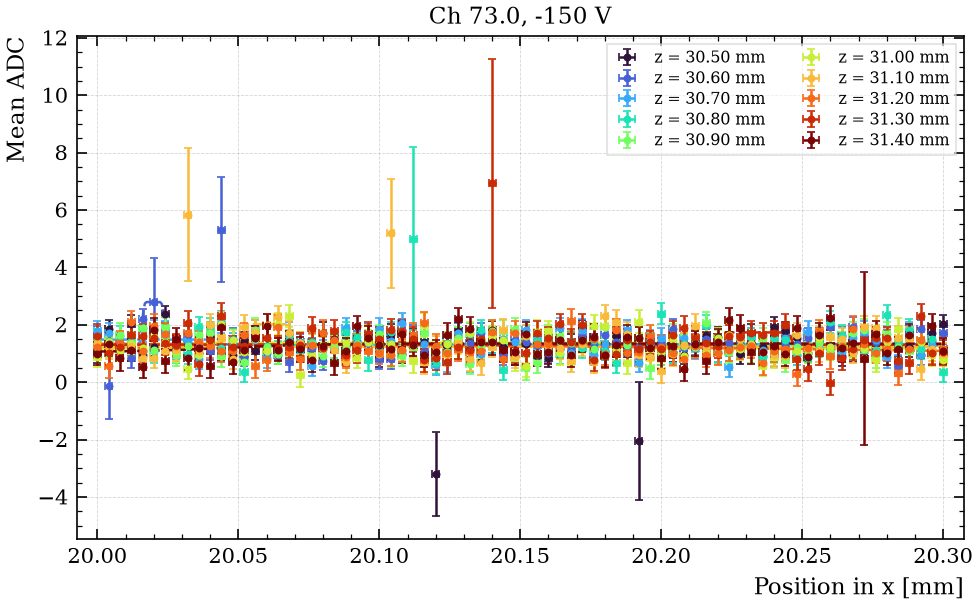 Ch 73.0, -150 V
Mean ADC
12
10
8
6
4
2
0
−2
−4
z = 30.50 mm
z = 30.60 mm
z = 30.70 mm
z = 30.80 mm
z = 30.90 mm
z = 31.00 mm
z = 31.10 mm
z = 31.20 mm
z = 31.30 mm
z = 31.40 mm
20.00 20.05 20.10 20.15 20.20 20.25 20.30
Position in x [mm]